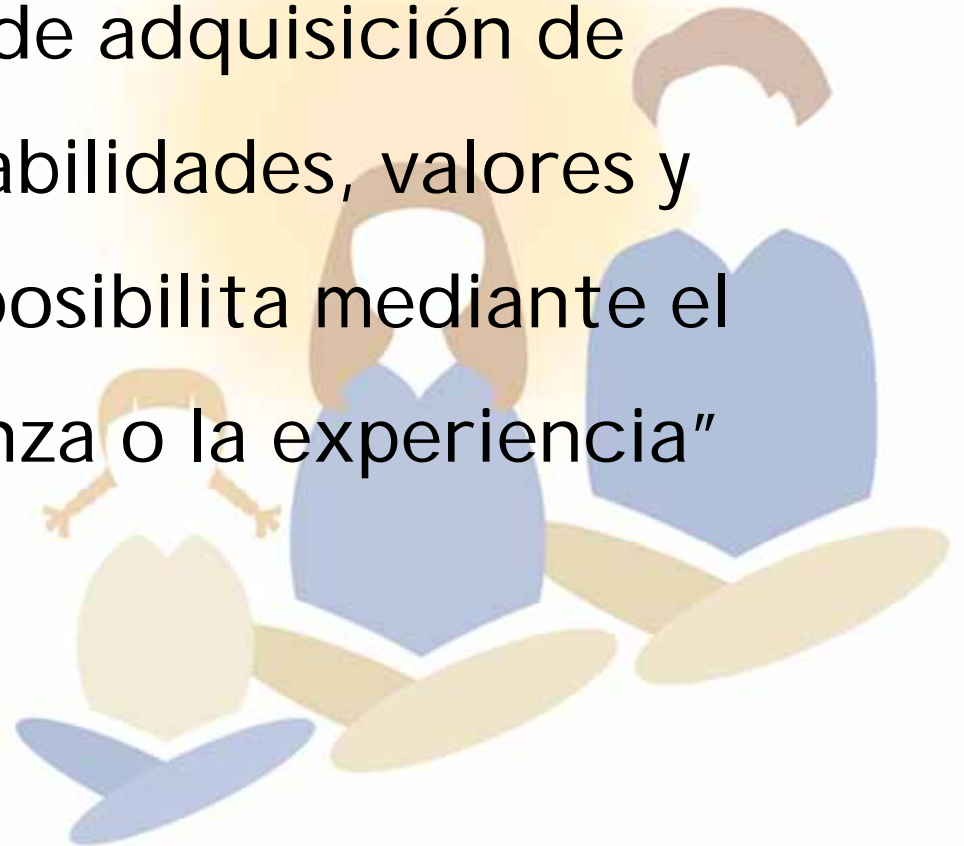 de adquisición de
abilidades, valores y
posibilita mediante el
nza o la experiencia”